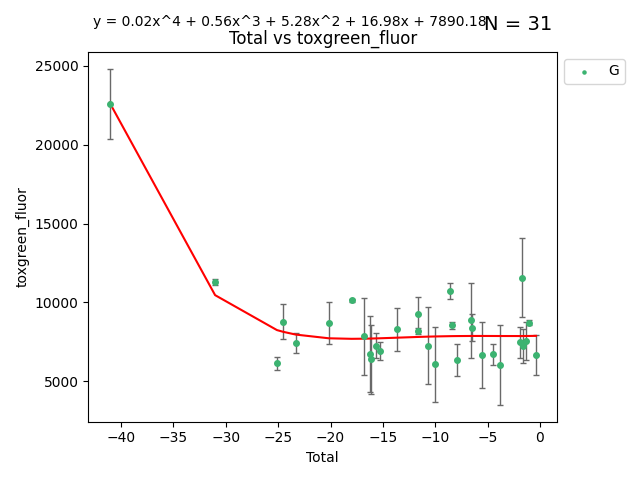 y = 0.02x^4 + 0.56x^3 + 5.28x^2 + 16.98x + 7890.18
N = 31
Total vs toxgreen_fluor
G
toxgreen_fluor
25000
20000
15000
10000
5000
−40 −35 −30 −25 −20 −15 −10 −5 0
Total